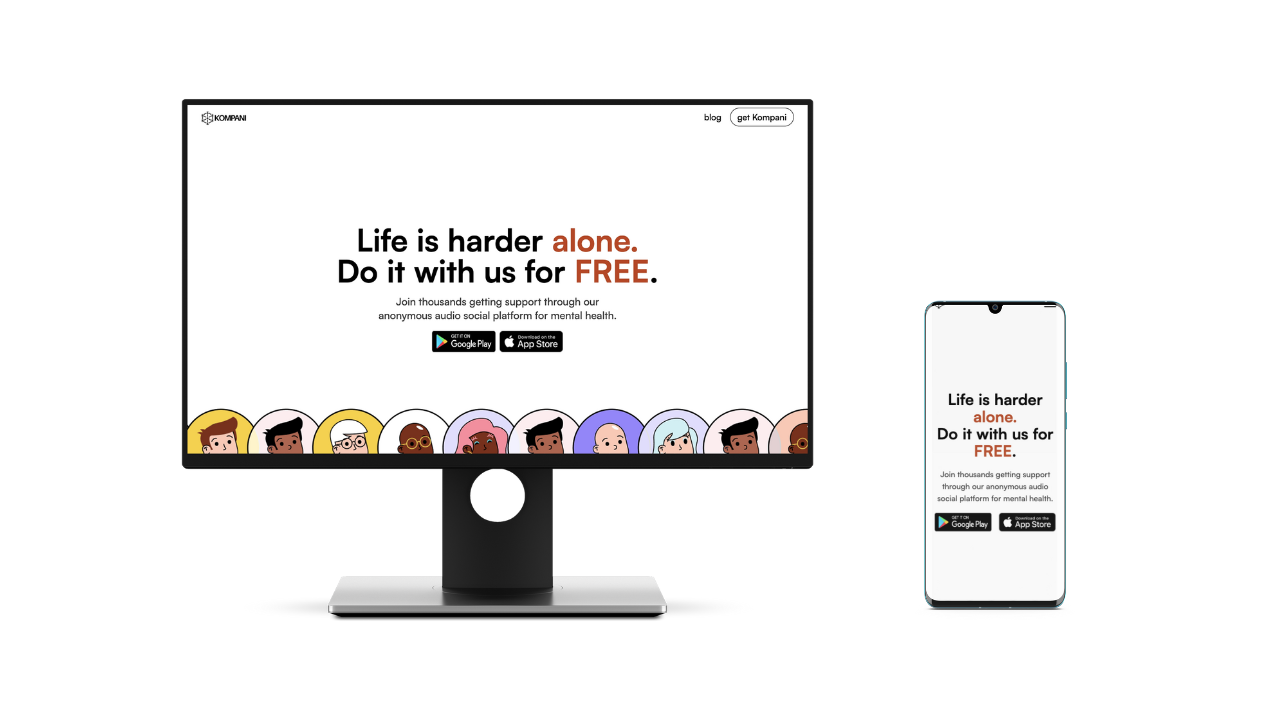 KOMPANI
blog
get Kompani
Life is harder alone.
Do it with us for FREE.
Join thousands getting support through our
anonymous audio social platform for mental health.
GET IT ON
Google Play
Download on the
App Store
Life is harder
alone.
Do it with us for
FREE.
Join thousands getting support
through our anonymous audio
social platform for mental health.
GET IT ON
Google Play
Download on the
App Store